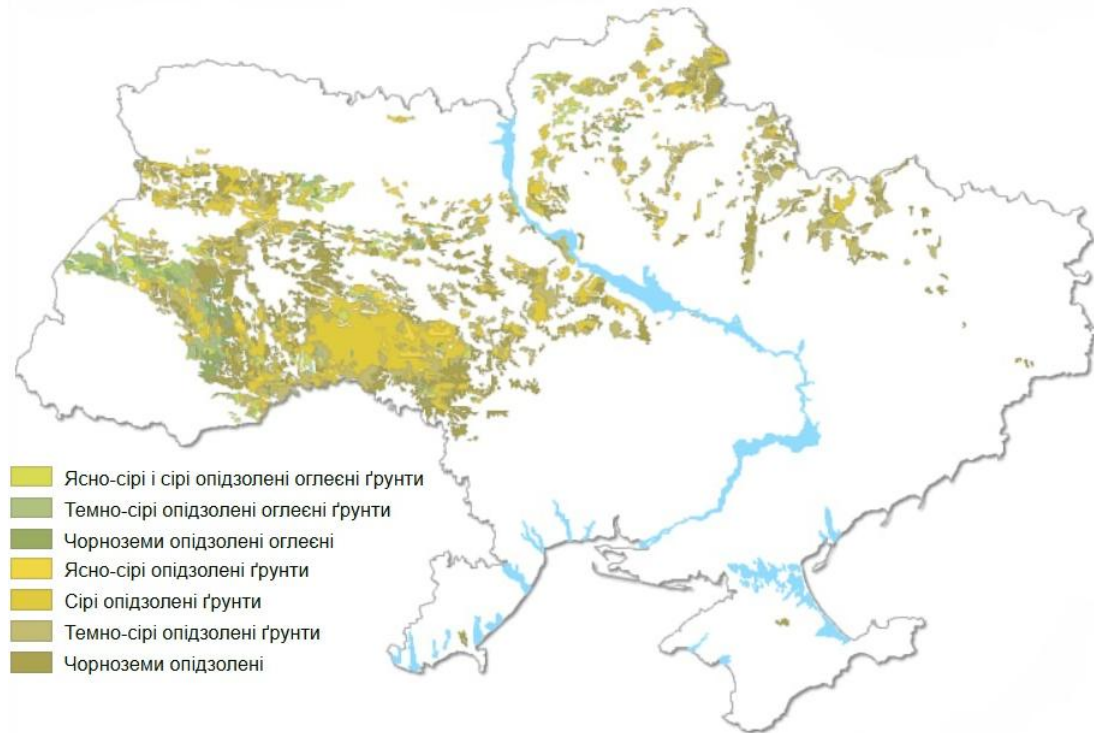 Ясно-сірі і сірі опідзолені оглеєні ґрунти
Темно-сірі опідзолені оглеєні ґрунти
Чорноземи опідзолені оглеєні
Ясно-сірі опідзолені ґрунти
Сірі опідзолені ґрунти
Темно-сірі опідзолені ґрунти
Чорноземи опідзолені